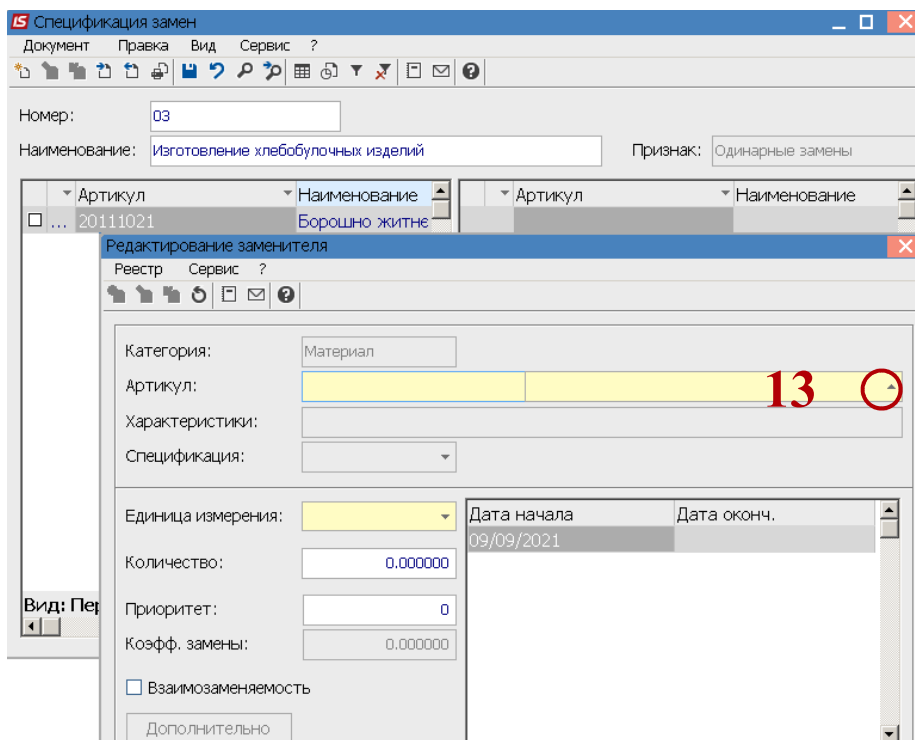 Спецификация замен
Документ Правка Вид Сервис ?
Номер: 03
Наименование: Изготовление хлебобулочных изделий Признак: Одинарные замены
Артикул Наименование Артикул Наименование
... 20111021 Борошно житнє
Редактирование заменителя
Реестр Сервис ?
Категория: Материал
Артикул: 13
Характеристики:
Спецификация:
Единица измерения: Дата начала Дата оконч.
09/09/2021
Количество: 0.000000
Вид: Пер
Приоритет: 0
Коэфф. замены: 0.000000
Взаимозаменяемость
Дополнительно